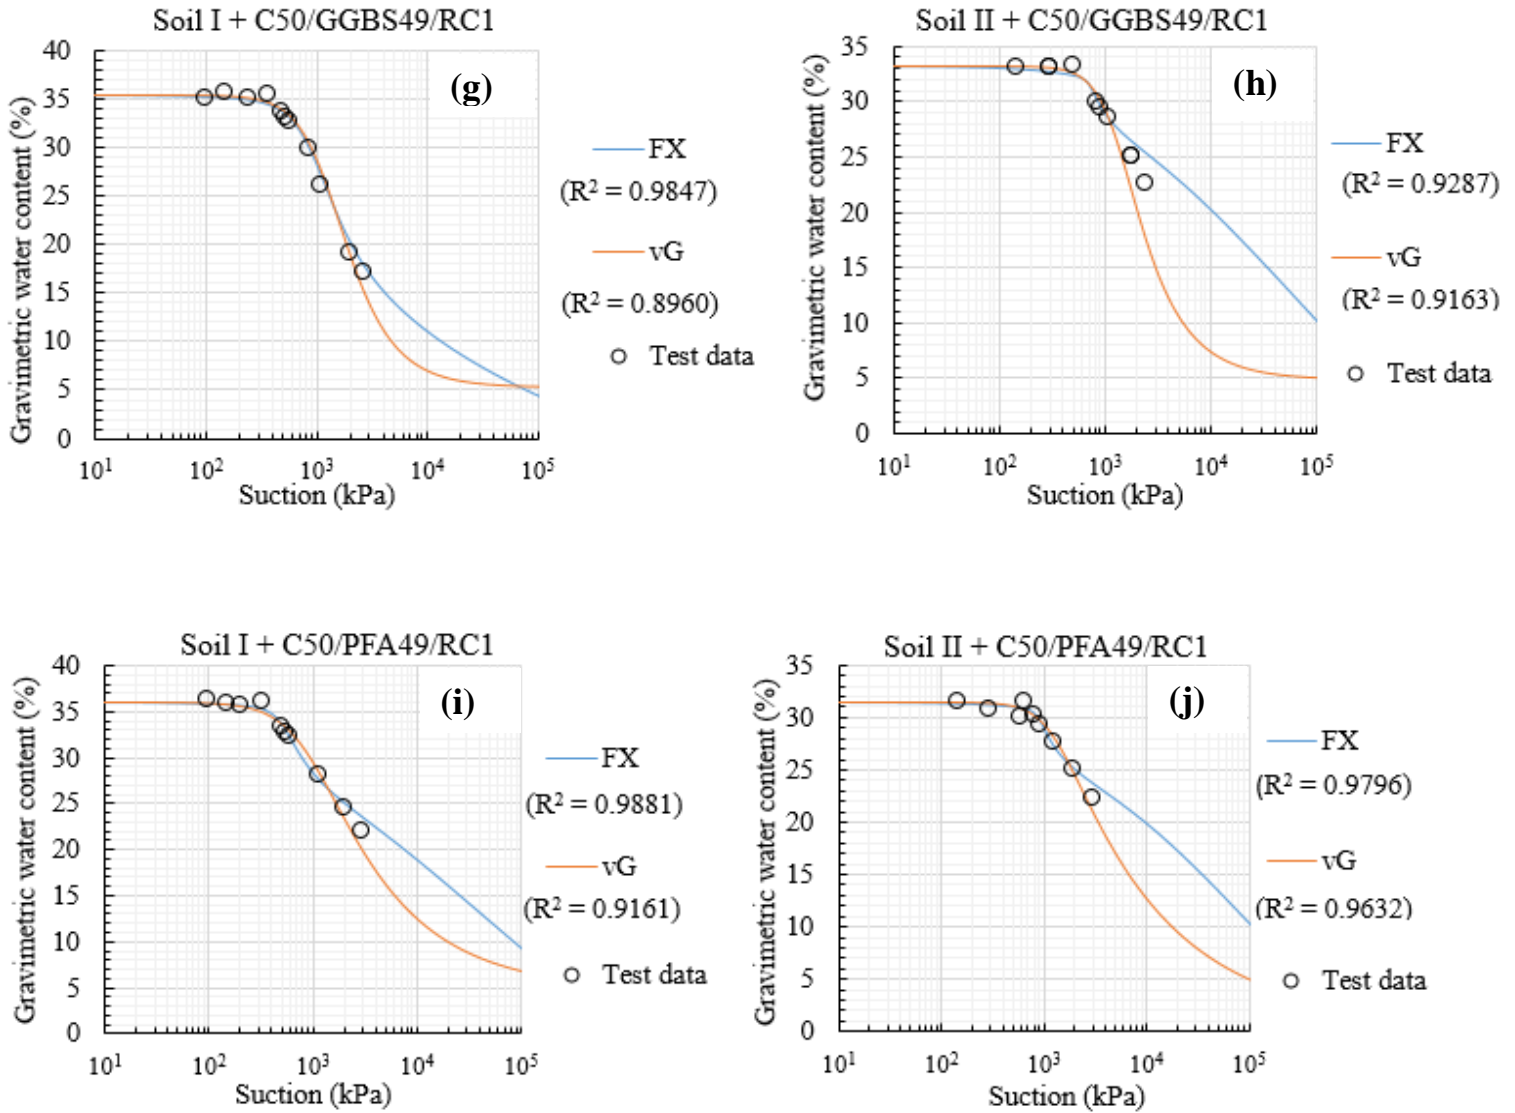 Soil I + C50/GGBS49/RC1
(g)
Gravimetric water content (%)
40
35
30
25
20
15
10
5
0
10¹ 10² 10³ 10⁴ 10⁵
Suction (kPa)
FX
(R² = 0.9847)
vG
(R² = 0.8960)
Test data
Soil II + C50/GGBS49/RC1
(h)
Gravimetric water content (%)
35
30
25
20
15
10
5
0
10¹ 10² 10³ 10⁴ 10⁵
Suction (kPa)
FX
(R² = 0.9287)
vG
(R² = 0.9163)
Test data
Soil I + C50/PFA49/RC1
(i)
Gravimetric water content (%)
40
35
30
25
20
15
10
5
0
10¹ 10² 10³ 10⁴ 10⁵
Suction (kPa)
FX
(R² = 0.9881)
vG
(R² = 0.9161)
Test data
Soil II + C50/PFA49/RC1
(j)
Gravimetric water content (%)
35
30
25
20
15
10
5
0
10¹ 10² 10³ 10⁴ 10⁵
Suction (kPa)
FX
(R² = 0.9796)
vG
(R² = 0.9632)
Test data